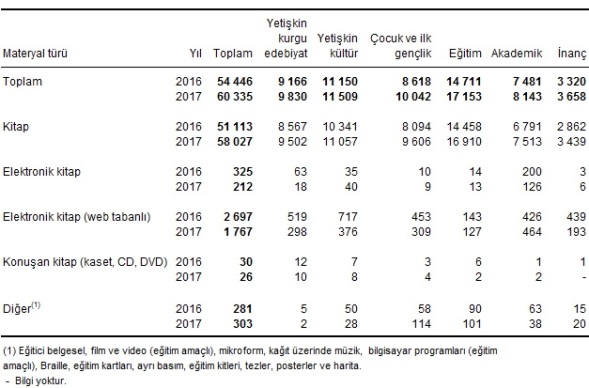 Materyal türü Yıl Toplam Yetişkin kurgu edebiyat Yetişkin kültür Çocuk ve ilk gençlik Eğitim Akademik İnanç
Toplam 2016 54 446 9 166 11 150 8 618 14 711 7 481 3 320
2017 60 335 9 830 11 509 10 042 17 153 8 143 3 658
Kitap 2016 51 113 8 567 10 341 8 094 14 458 6 791 2 862
2017 58 027 9 502 11 057 9 606 16 910 7 513 3 439
Elektronik kitap 2016 325 63 35 10 14 200 3
2017 212 18 40 9 13 126 6
Elektronik kitap (web tabanlı) 2016 2 697 519 717 453 143 426 439
2017 1 767 298 376 309 127 464 193
Konuşan kitap (kaset, CD, DVD) 2016 30 12 7 3 6 1 1
2017 26 10 8 4 2 2 -
Diğer(1) 2016 281 5 50 58 90 63 15
2017 303 2 28 114 101 38 20
(1) Eğitici belgesel, film ve video (eğitim amaçlı), mikroform, kağıt üzerinde müzik, bilgisayar programları (eğitim
amaçlı), Braille, eğitim kartları, ayrı basım, eğitim kitleri, tezler, posterler ve harita.
- Bilgi yoktur.